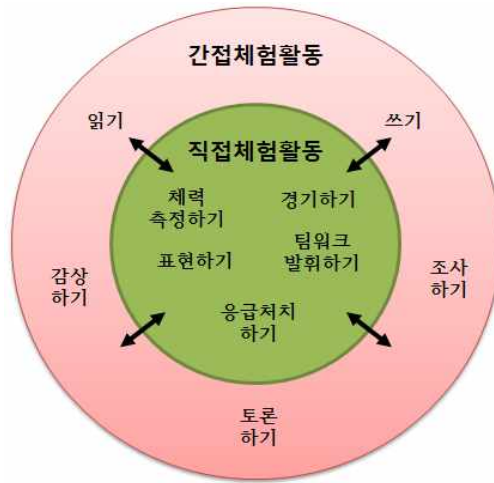 간접체험활동
읽기
쓰기
직접체험활동
체력
측정하기
경기하기
표현하기
팀워크
발휘하기
감상
하기
조사
하기
응급처치
하기
토론
하기